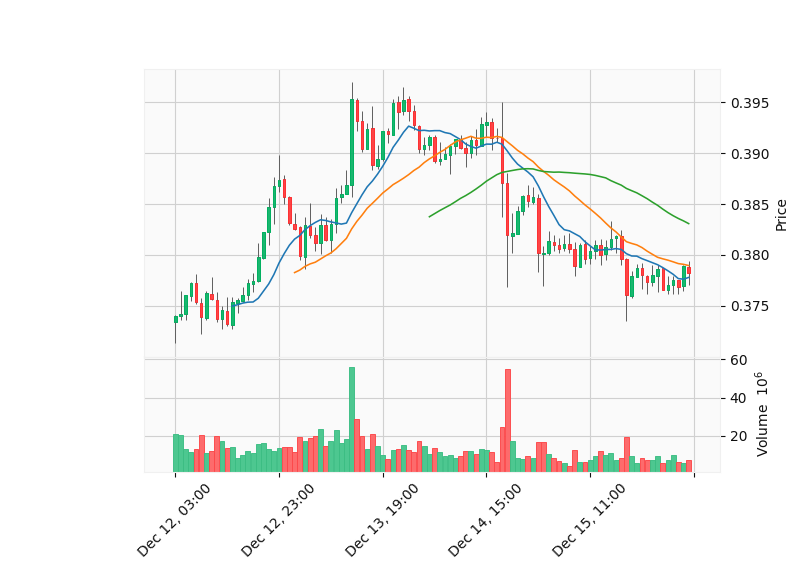 0.395
0.390
0.385
0.380
0.375
Price
60
40
20
Volume 10^6
Dec 12, 03:00
Dec 12, 23:00
Dec 13, 19:00
Dec 14, 15:00
Dec 15, 11:00